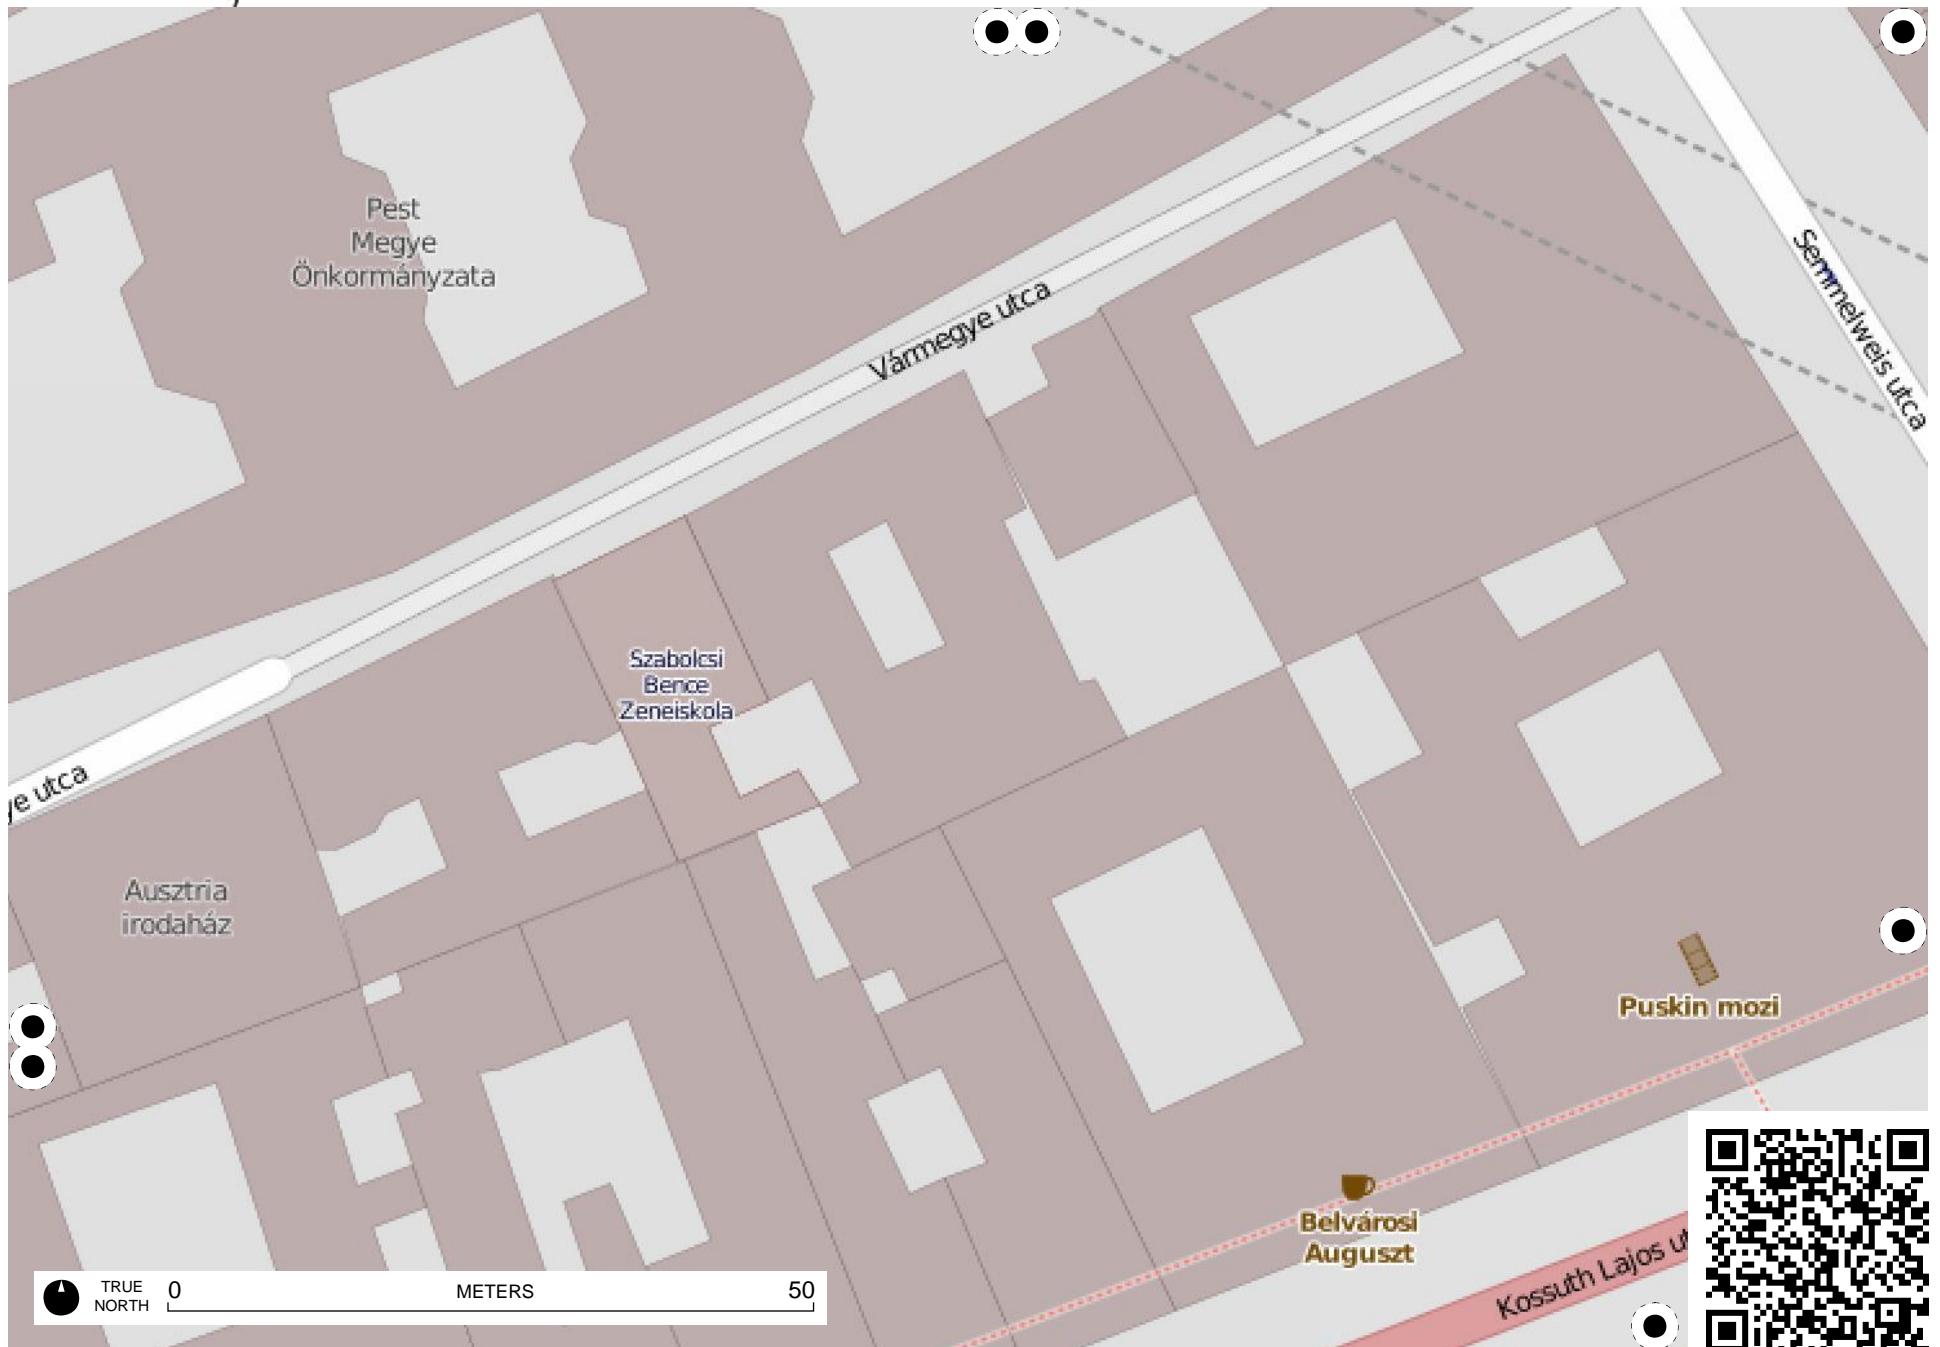 Pest
Megye
Önkormányzata
Vármegye utca
Semmelweis utca
Szabolcsi
Bence
Zeneiskola
ye utca
Ausztria
irodaház
Puskin mozi
Belvárosi
Auguszt
Kossuth Lajos ut
TRUE
NORTH
0 METERS 50